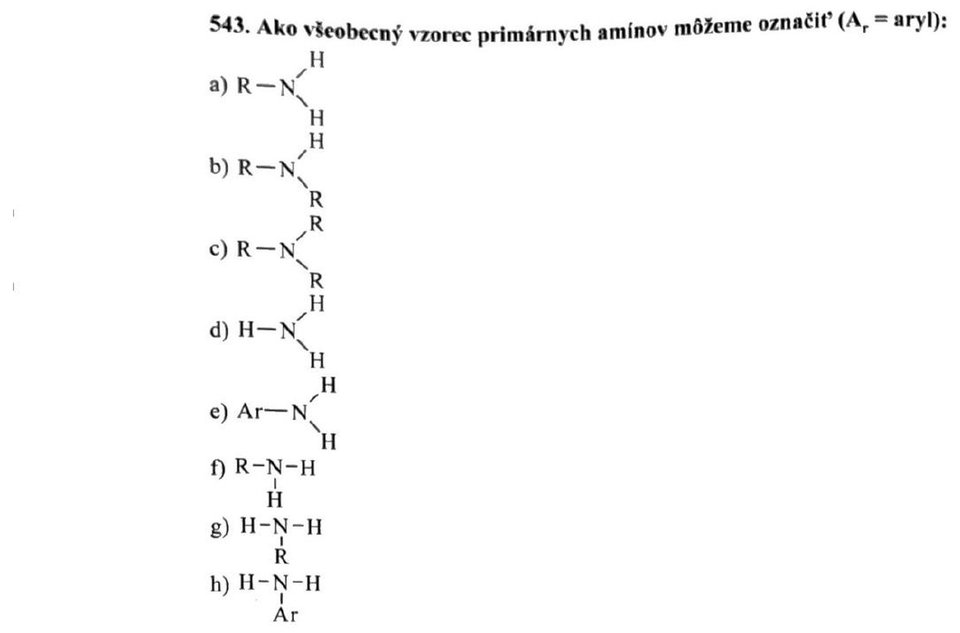 543. Ako všeobecný vzorec primárnych amínov môžeme označiť (Ar = aryl):
H
a) R—N
H
H
b) R—N
R
R
c) R—N
R
H
d) H—N
H
H
e) Ar—N
H
f) R-N-H
H
g) H-N-H
R
h) H-N-H
Ar